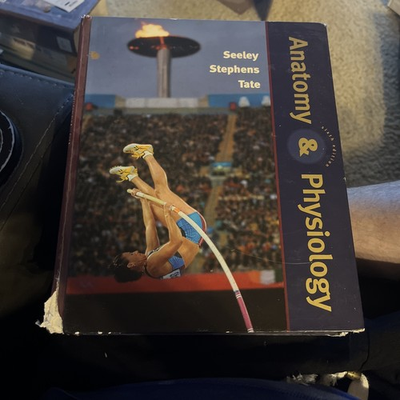 Seeley
Stephens
Tate
Anatomy & Physiology